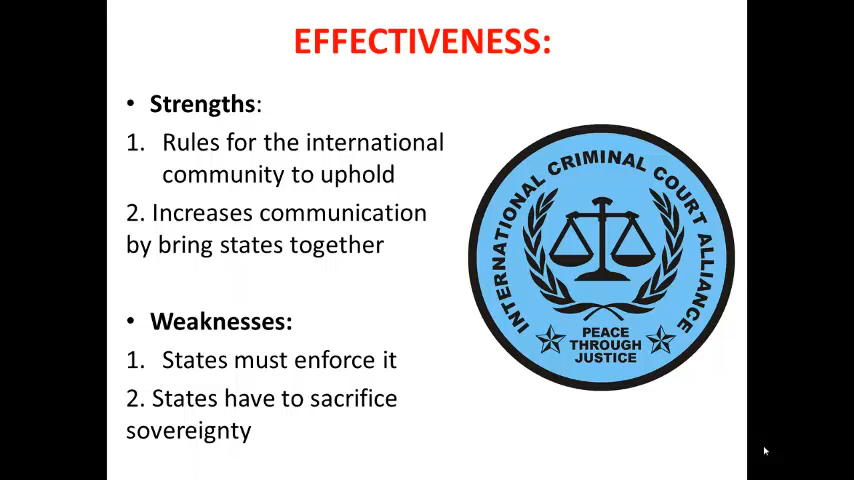 EFFECTIVENESS:
• Strengths:
1. Rules for the international
community to uphold
2. Increases communication
by bring states together
• Weaknesses:
1. States must enforce it
2. States have to sacrifice
sovereignty
INTERNATIONAL CRIMINAL COURT ALLIANCE
PEACE
THROUGH
JUSTICE